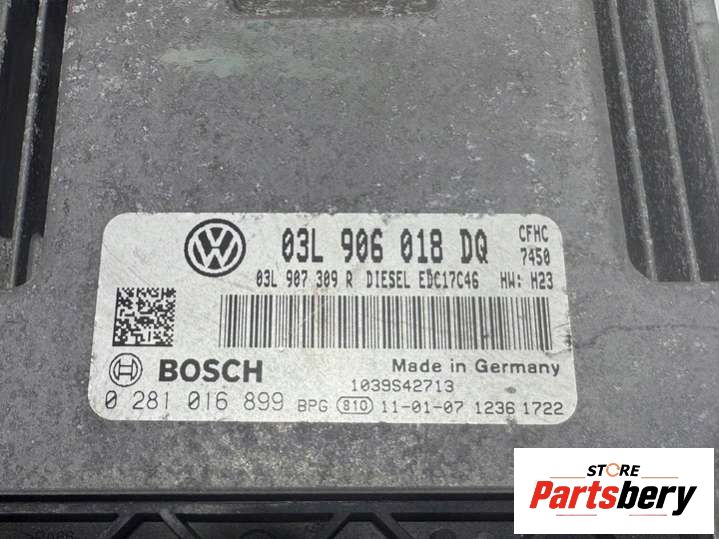 03L 906 018 DQ CFHC
7450
03L 907 309 R DIESEL EDC17C46 HW: H23
BOSCH
Made in Germany
1039S42713
0 281 016 899 BPG 810 11-01-07 1236 1722
STORE
Partsbery